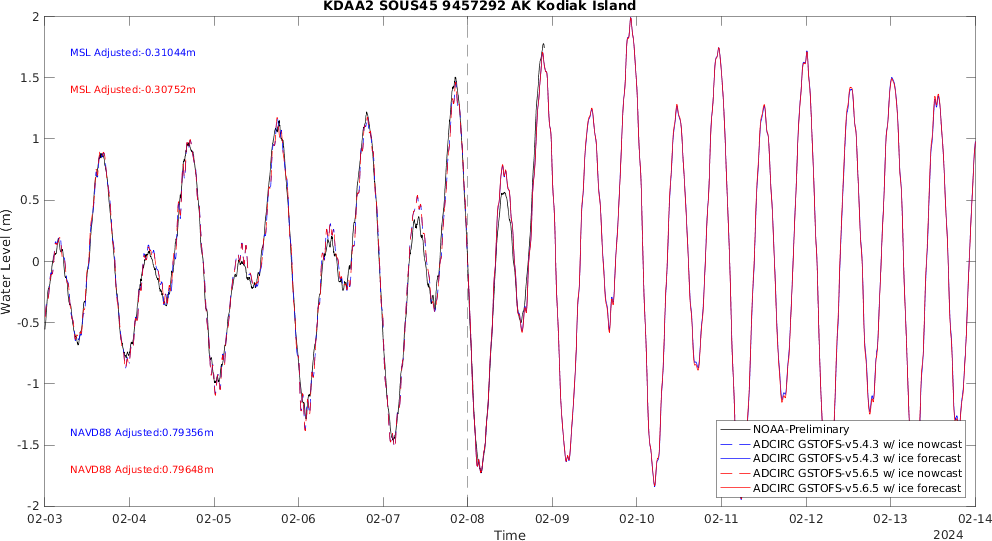 KDAA2 SOUS45 9457292 AK Kodiak Island
2
1.5
1
0.5
0
-0.5
-1
-1.5
-2
Water Level (m)
MSL Adjusted:-0.31044m
MSL Adjusted:-0.30752m
NAVD88 Adjusted:0.79356m
NAVD88 Adjusted:0.79648m
NOAA-Preliminary
ADCIRC GSTOFS-v5.4.3 w/ ice nowcast
ADCIRC GSTOFS-v5.4.3 w/ ice forecast
ADCIRC GSTOFS-v5.6.5 w/ ice nowcast
ADCIRC GSTOFS-v5.6.5 w/ ice forecast
02-03 02-04 02-05 02-06 02-07 02-08 02-09 02-10 02-11 02-12 02-13 02-14
Time
2024